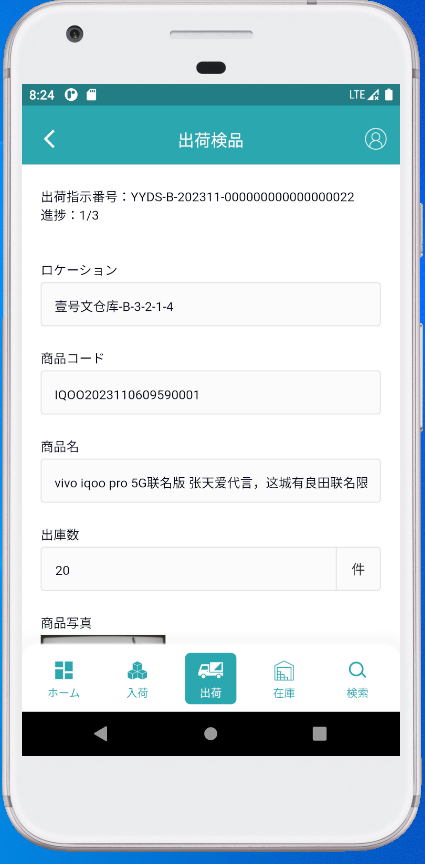 8:24 LTE
出荷検品
出荷指示番号：YYDS-B-202311-000000000000000022
進捗：1/3
ロケーション
壹号文仓库-B-3-2-1-4
商品コード
IQOO2023110609590001
商品名
vivo iqoo pro 5G联名版 张天爱代言，这城有良田联名限
出庫数
20 件
商品写真
ホーム 入荷 出荷 在庫 検索